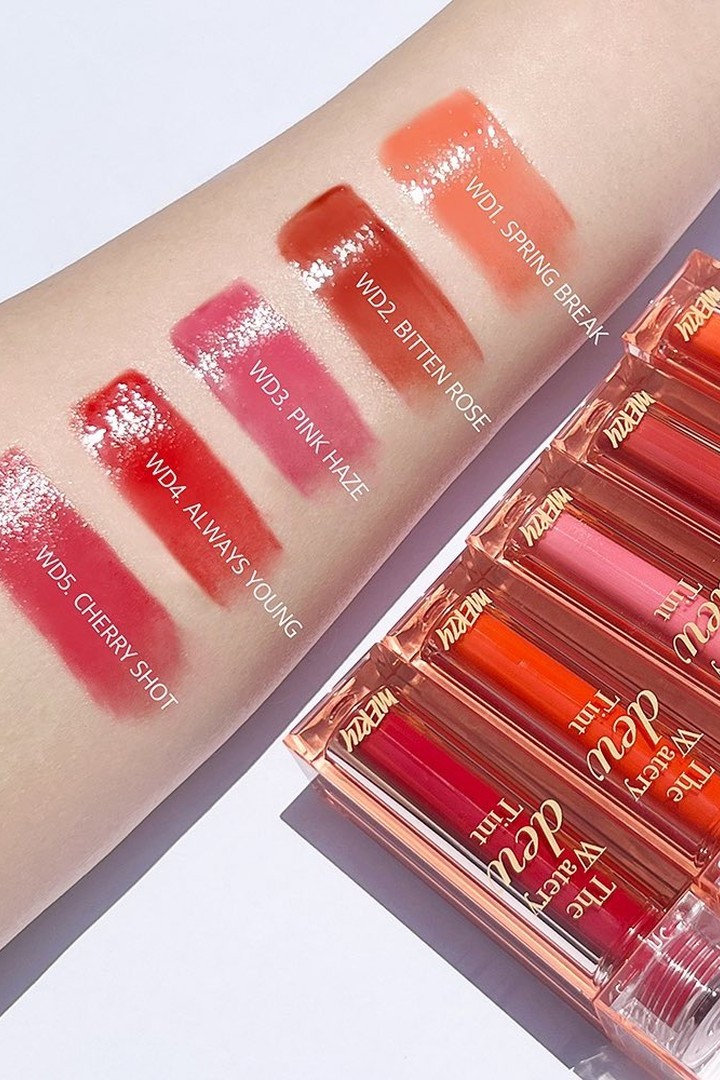 WD1. SPRING BREAK
WD2. BITTEN ROSE
WD3. PINK HAZE
WD4. ALWAYS YOUNG
WD5. CHERRY SHOT
MERZY
MERZY
MERZY
dew
Tint
MERZY
The
Watery
dew
Tint
MERZY
The
Watery
dew
Tint